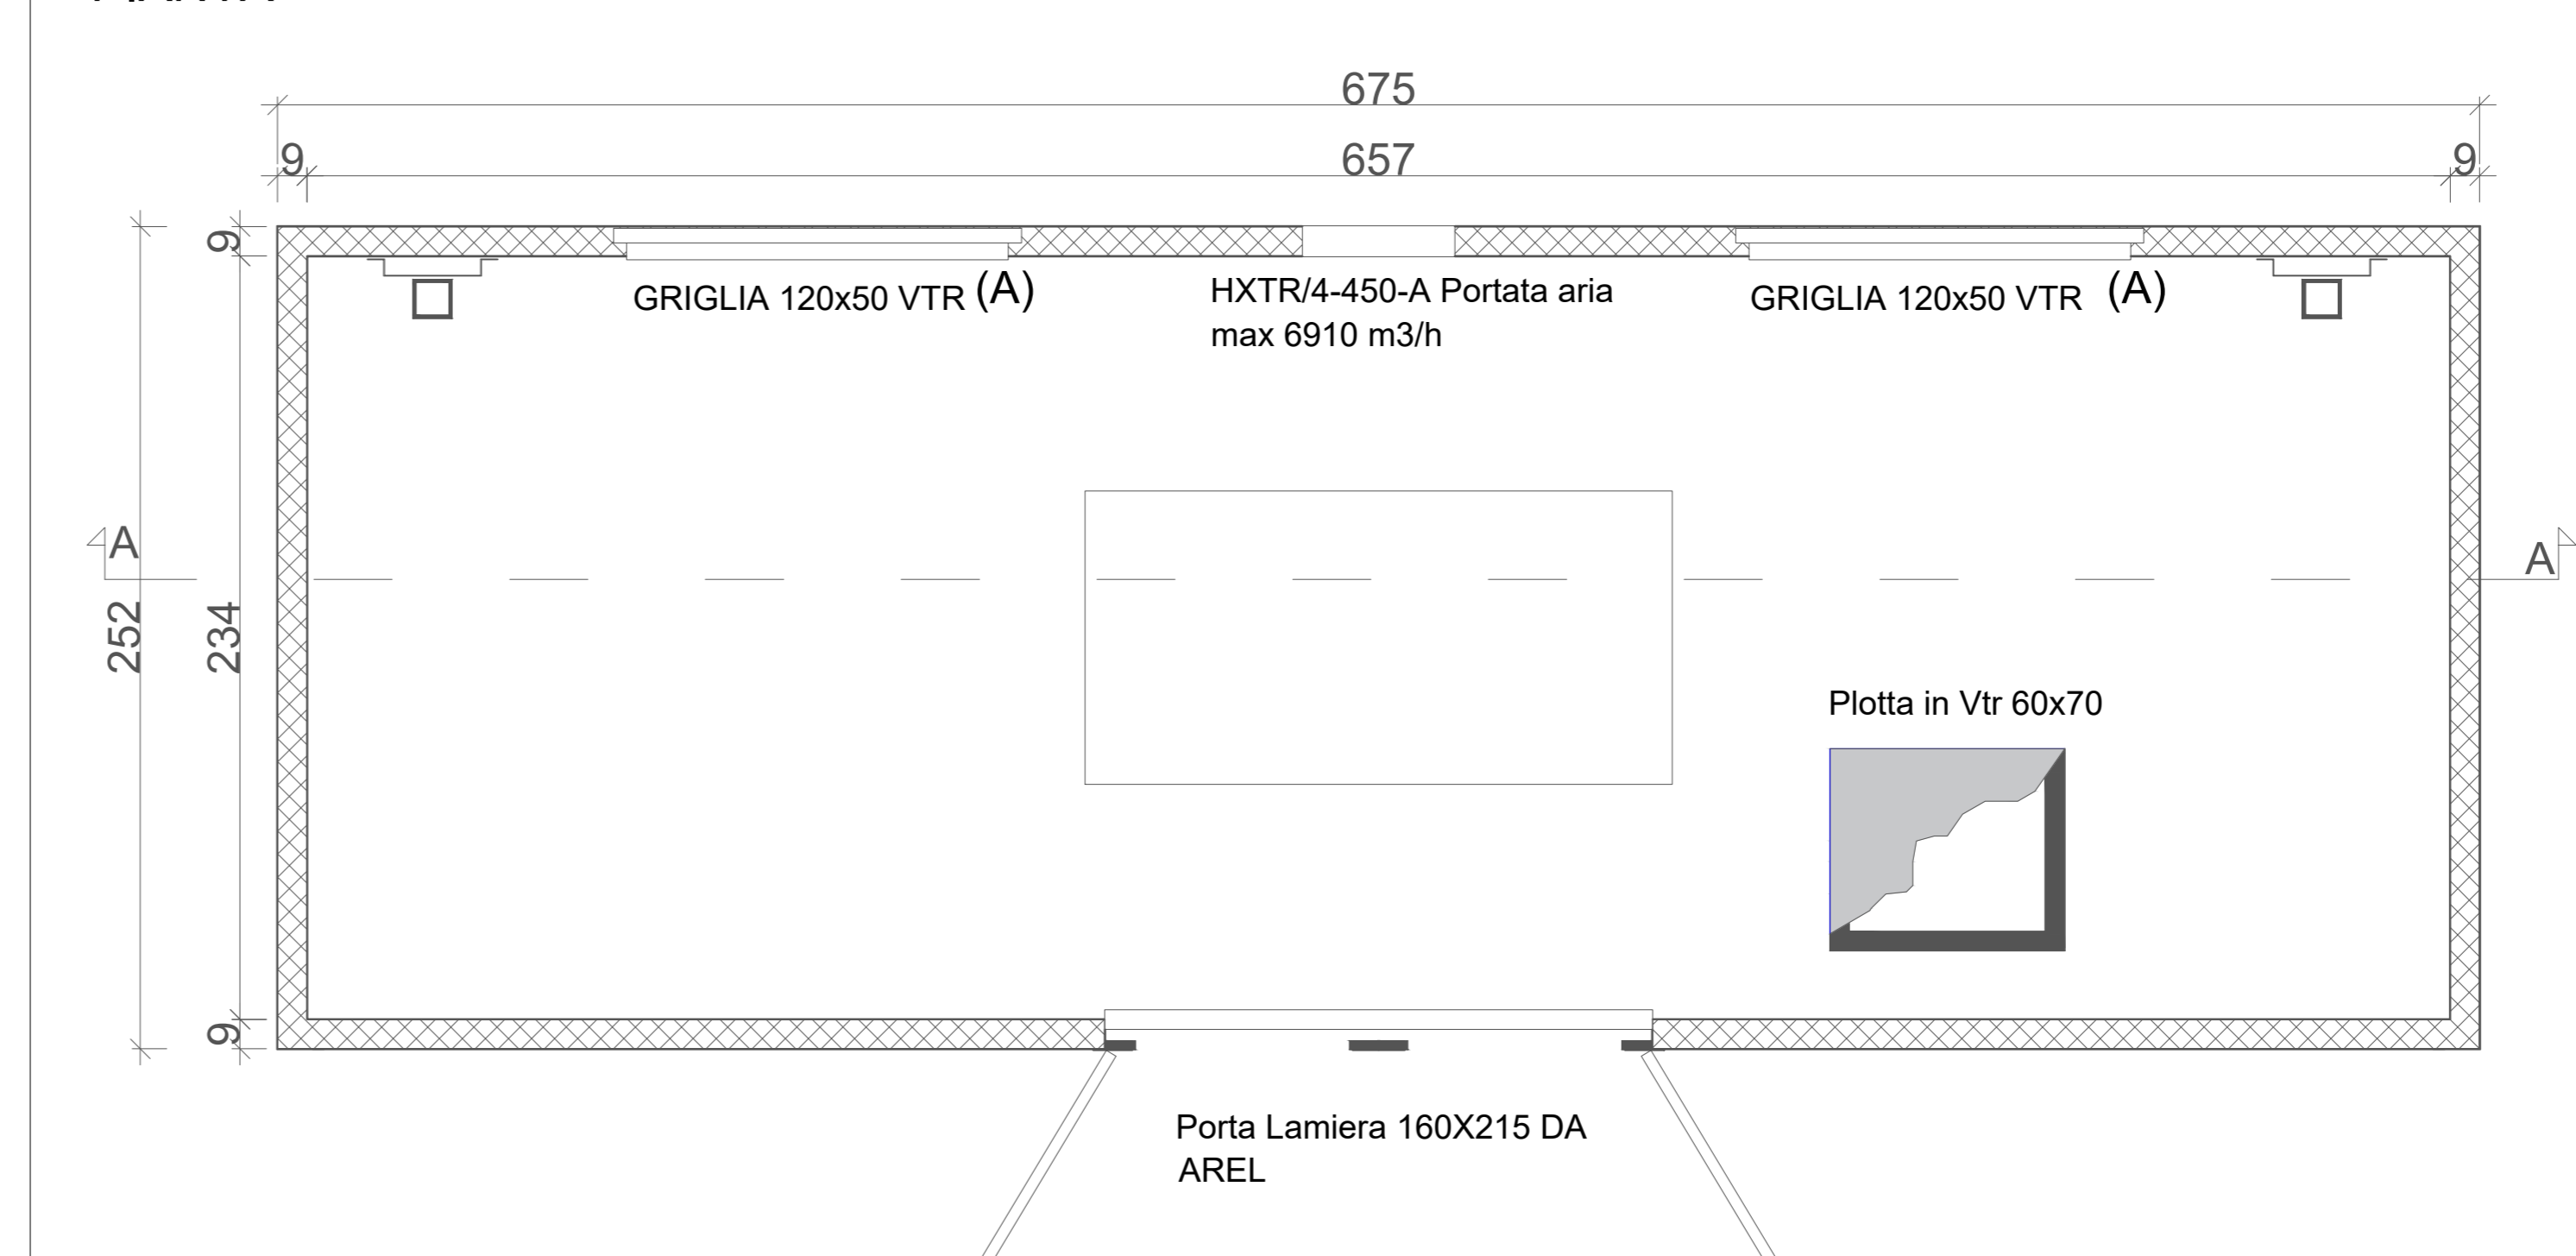 675
9 657 9
9
GRIGLIA 120x50 VTR (A)
HXTR/4-450-A Portata aria
max 6910 m3/h
GRIGLIA 120x50 VTR (A)
A
A
252
234
Plotta in Vtr 60x70
9
Porta Lamiera 160X215 DA
AREL